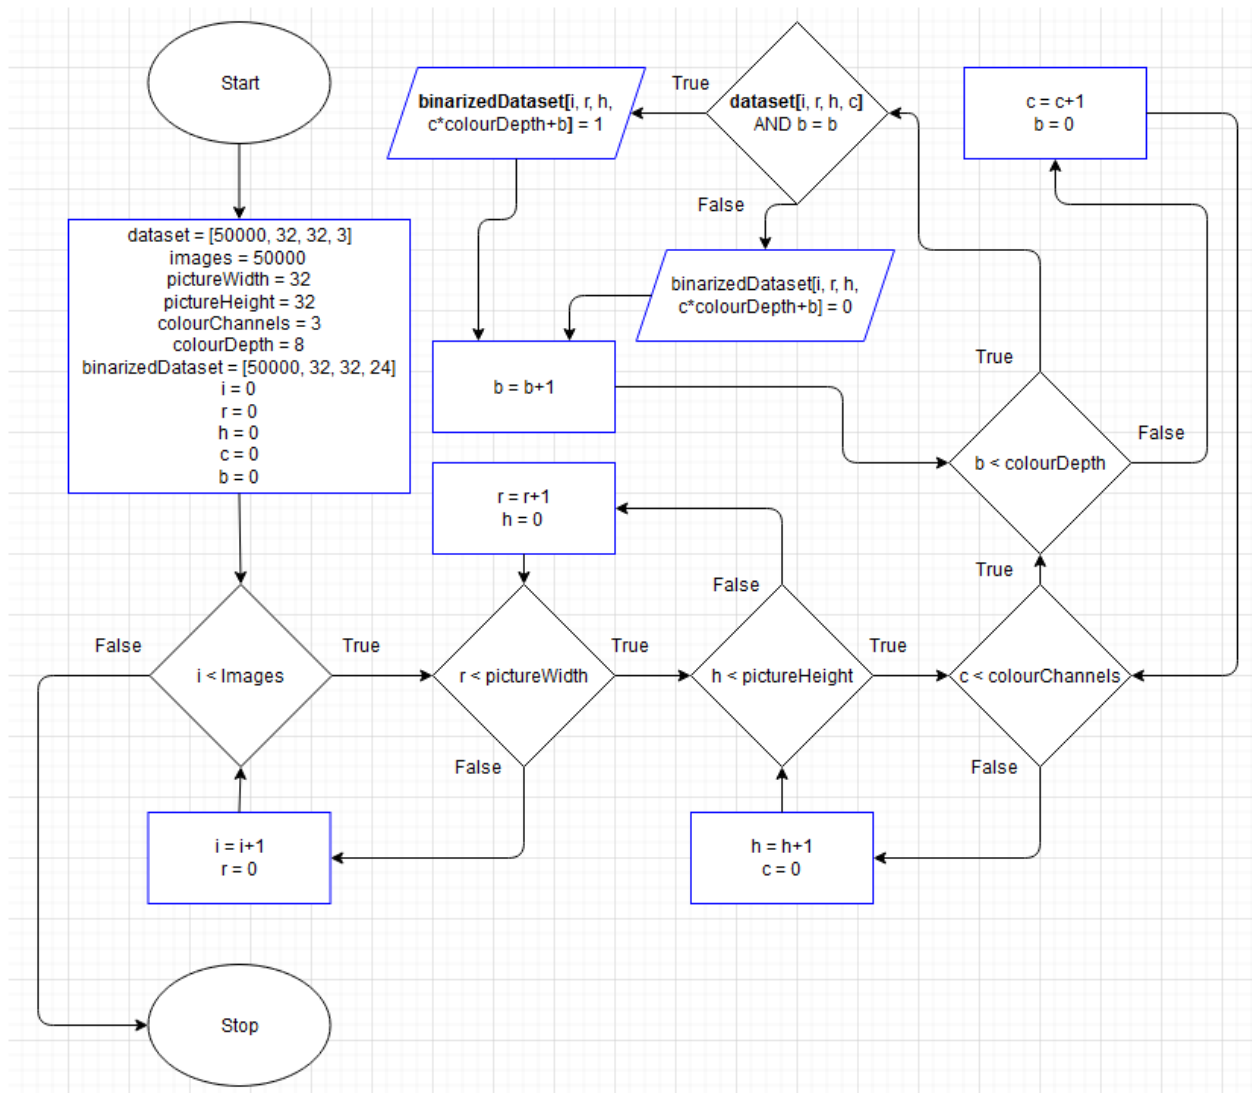 Start
dataset = [50000, 32, 32, 3]
images = 50000
pictureWidth = 32
pictureHeight = 32
colourChannels = 3
colourDepth = 8
binarizedDataset = [50000, 32, 32, 24]
i = 0
r = 0
h = 0
c = 0
b = 0
binarizedDataset[i, r, h,
c*colourDepth+b] = 1
True
dataset[i, r, h, c]
AND b = b
False
binarizedDataset[i, r, h,
c*colourDepth+b] = 0
c = c+1
b = 0
b = b+1
True
b < colourDepth
False
r = r+1
h = 0
True
False
False
i < Images
True
r < pictureWidth
True
h < pictureHeight
True
c < colourChannels
False
False
i = i+1
r = 0
h = h+1
c = 0
Stop